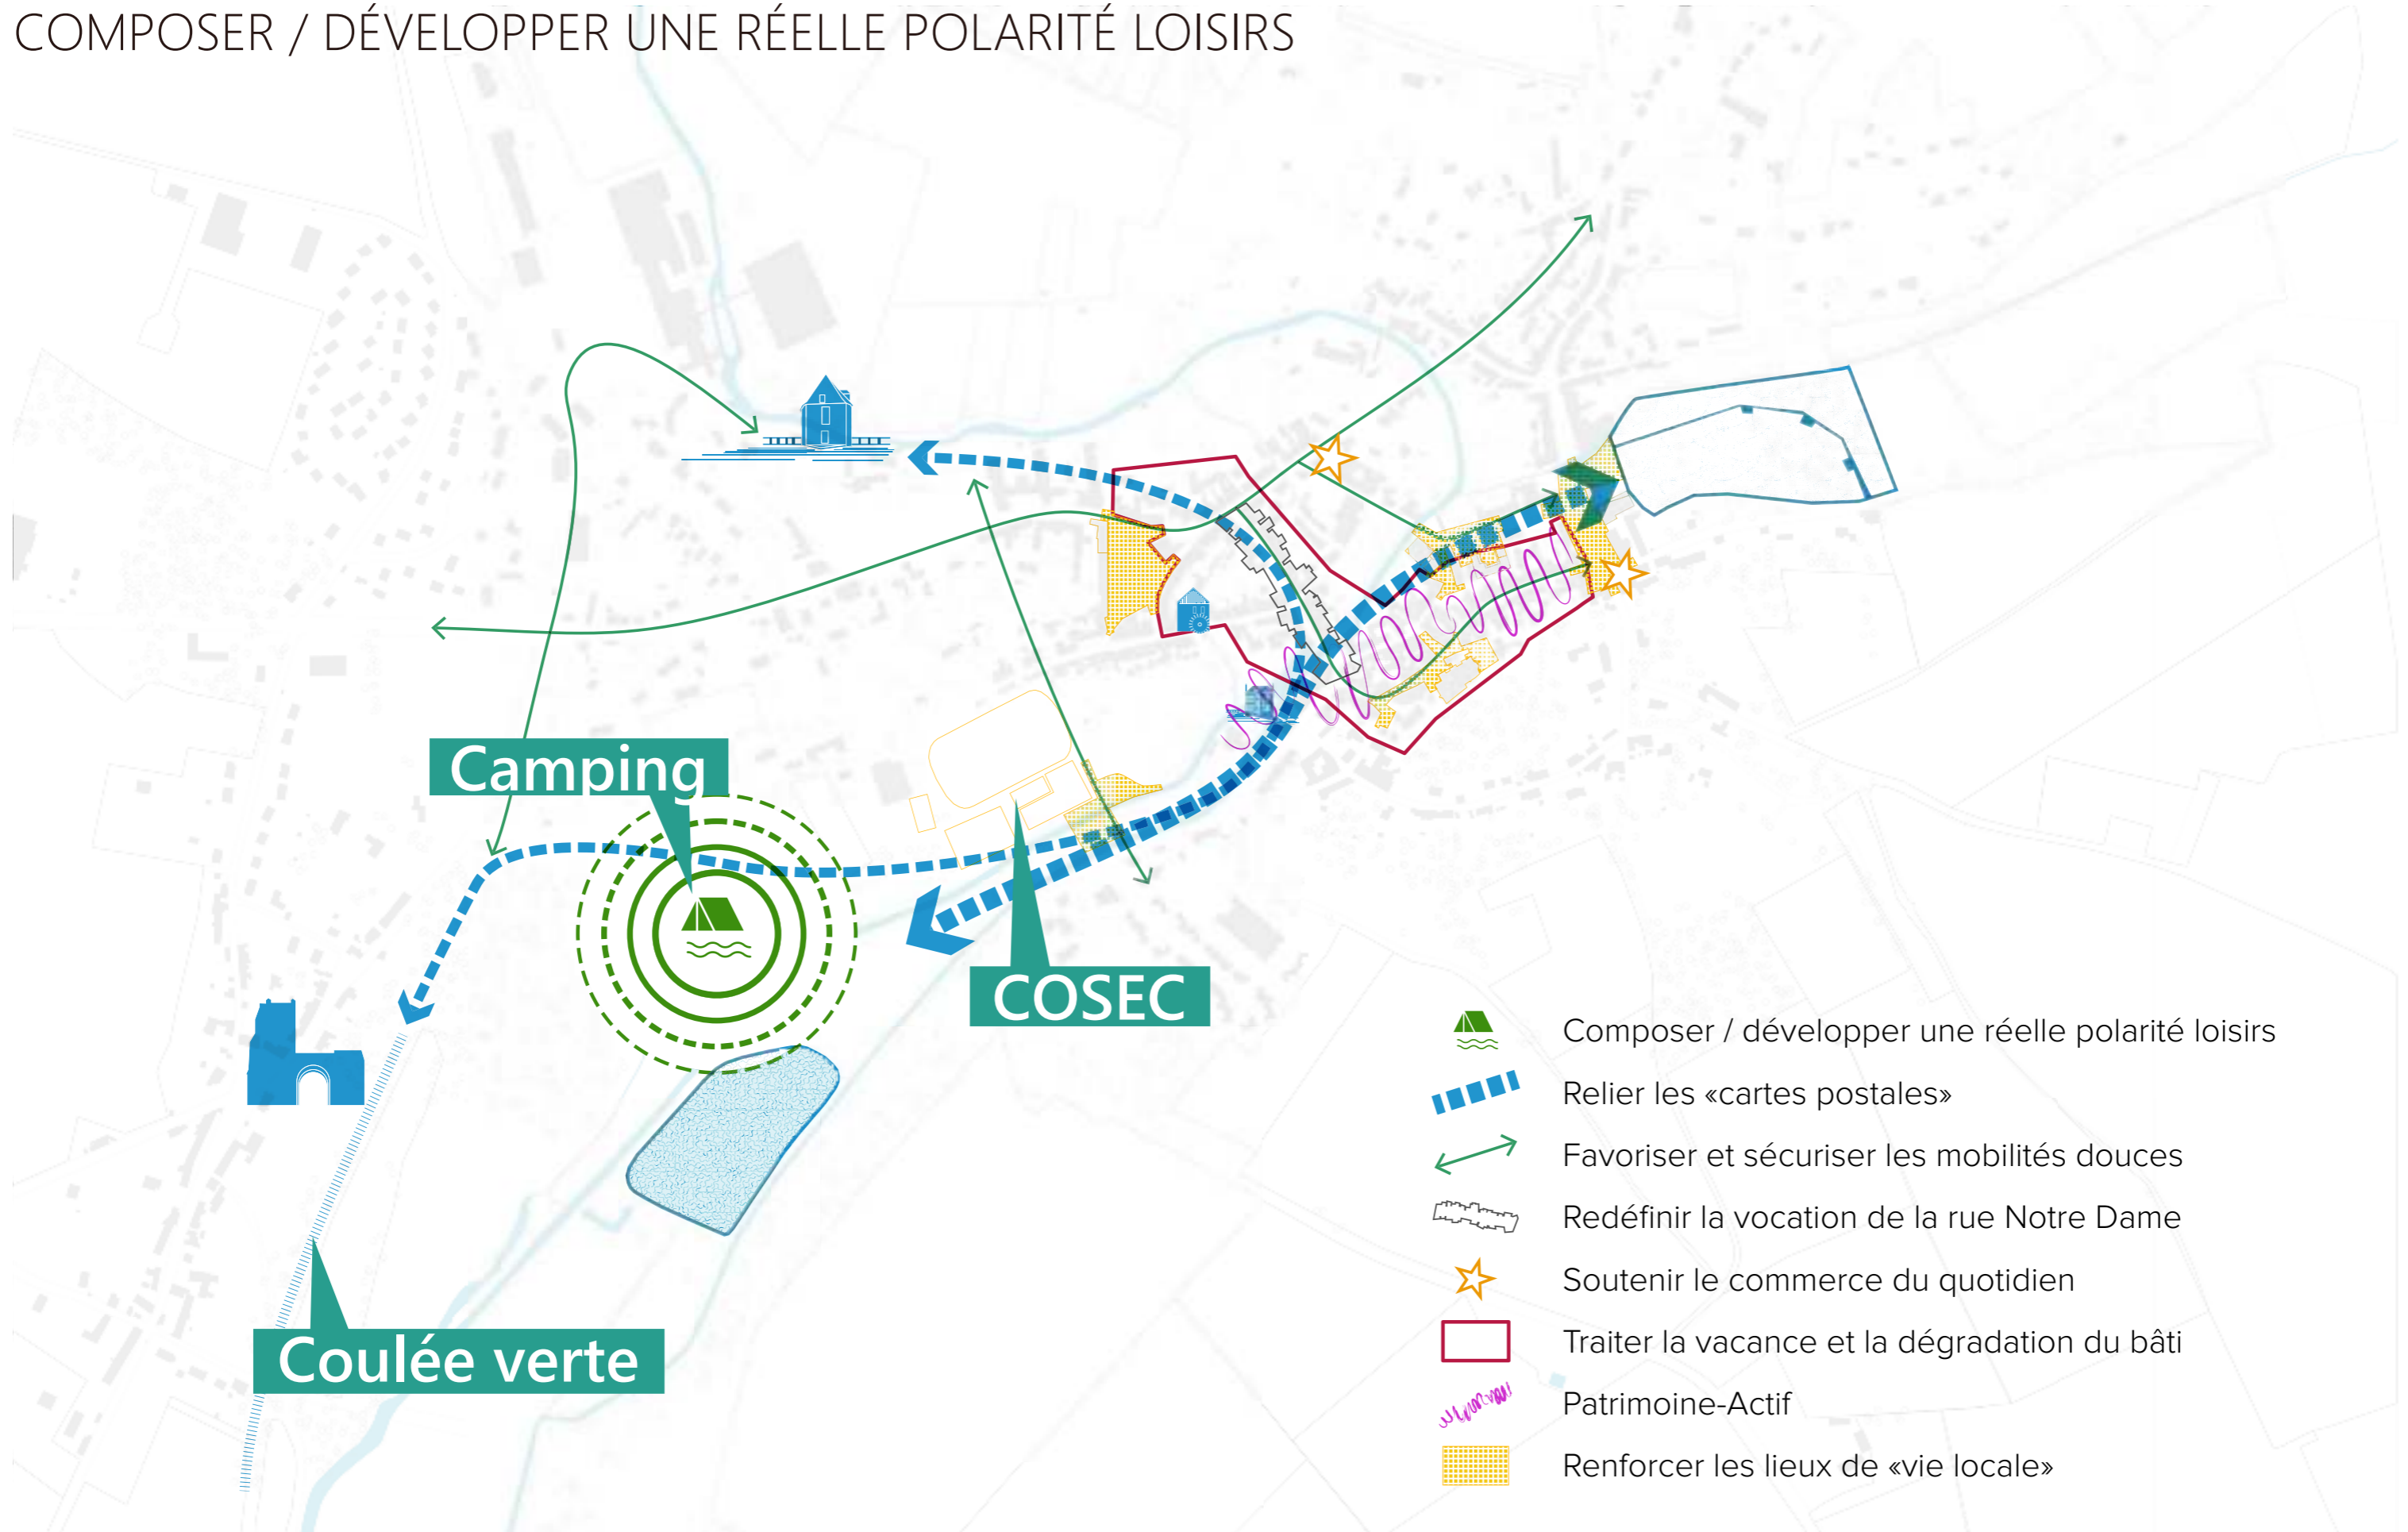 COMPOSER / DÉVELOPPER UNE RÉELLE POLARITÉ LOISIRS
Camping
COSEC
Coulée verte
Composer / développer une réelle polarité loisirs
Relier les «cartes postales»
Favoriser et sécuriser les mobilités douces
Redéfinir la vocation de la rue Notre Dame
Soutenir le commerce du quotidien
Traiter la vacance et la dégradation du bâti
Patrimoine-Actif
Renforcer les lieux de «vie locale»